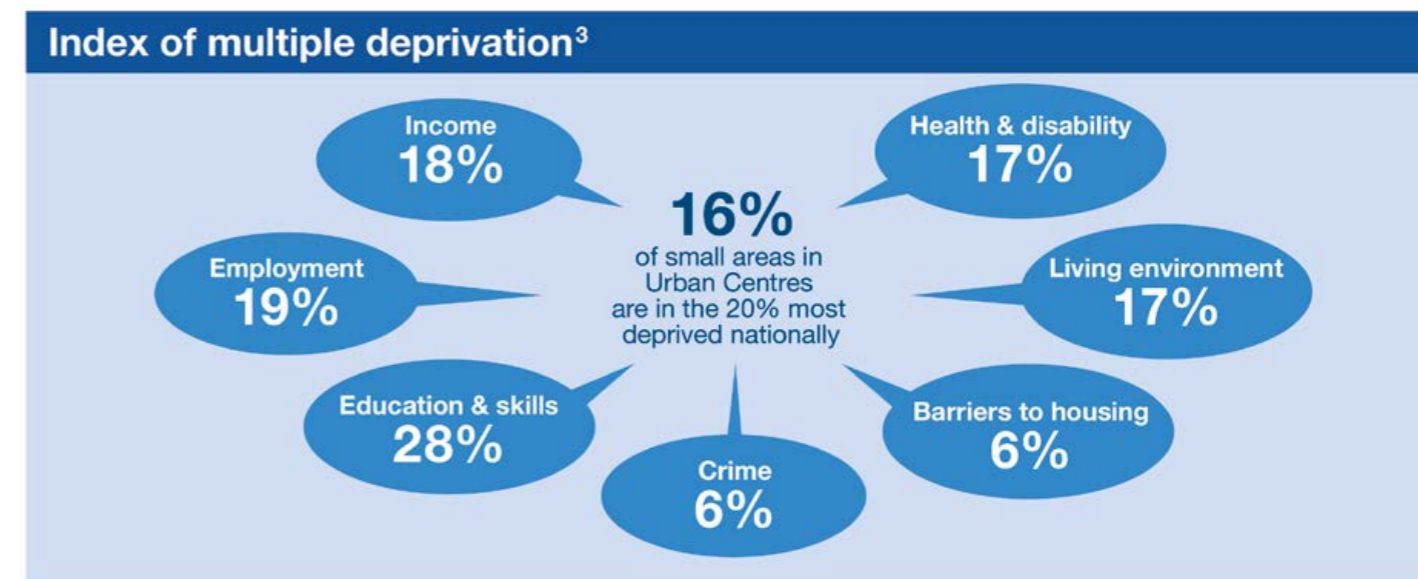 Index of multiple deprivation³
Income
18%
Health & disability
17%
16%
of small areas in
Urban Centres
are in the 20% most
deprived nationally
Employment
19%
Living environment
17%
Education & skills
28%
Barriers to housing
6%
Crime
6%